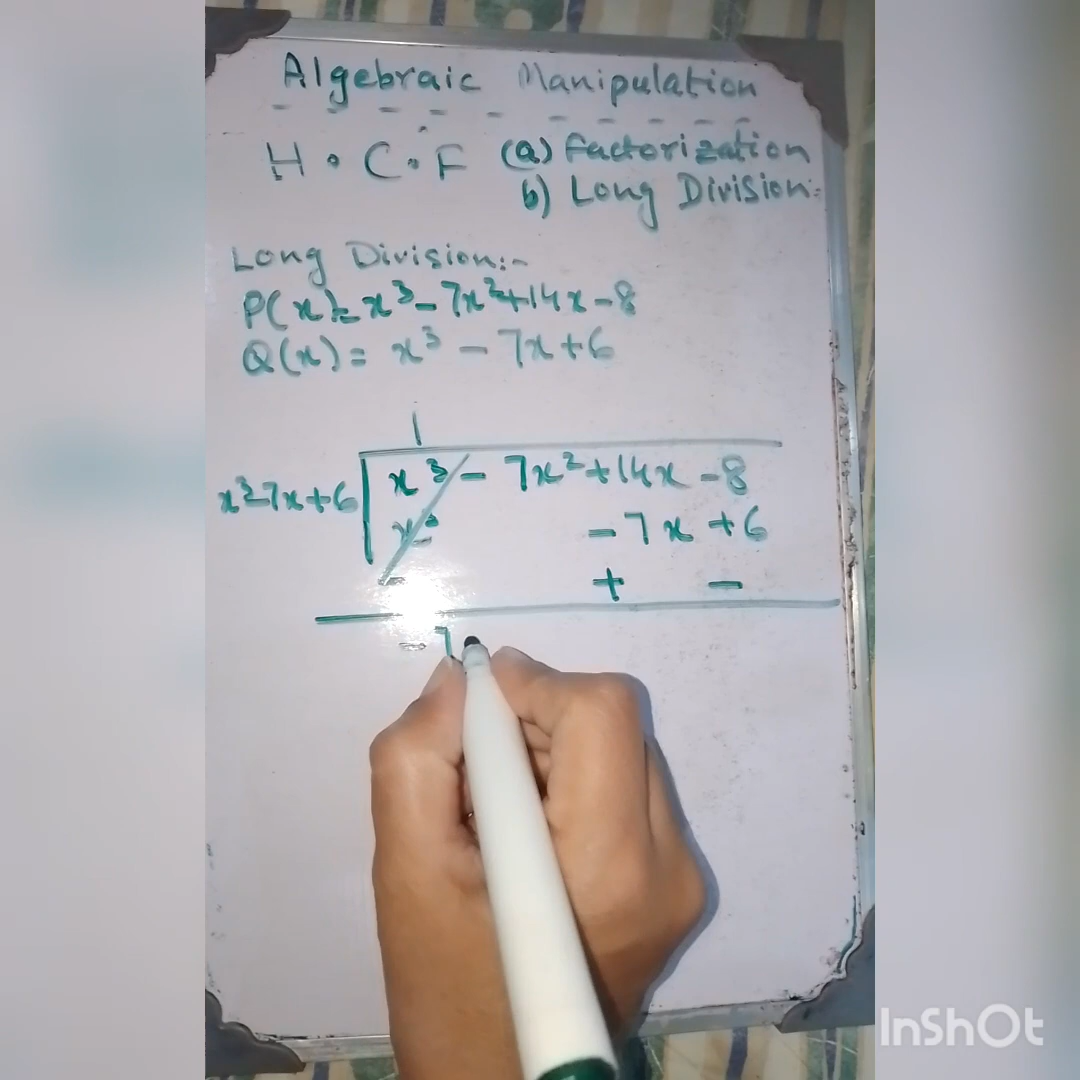 Algebraic Manipulation
H.C.F (a) Factorization
b) Long Division:
Long Division:-
P(x)= x³-7x²+14x-8
Q(x)= x³ - 7x+6
1
x³-7x+6 x³ - 7x²+14x -8
x³ -7x +6
- + -
-7
InShOt